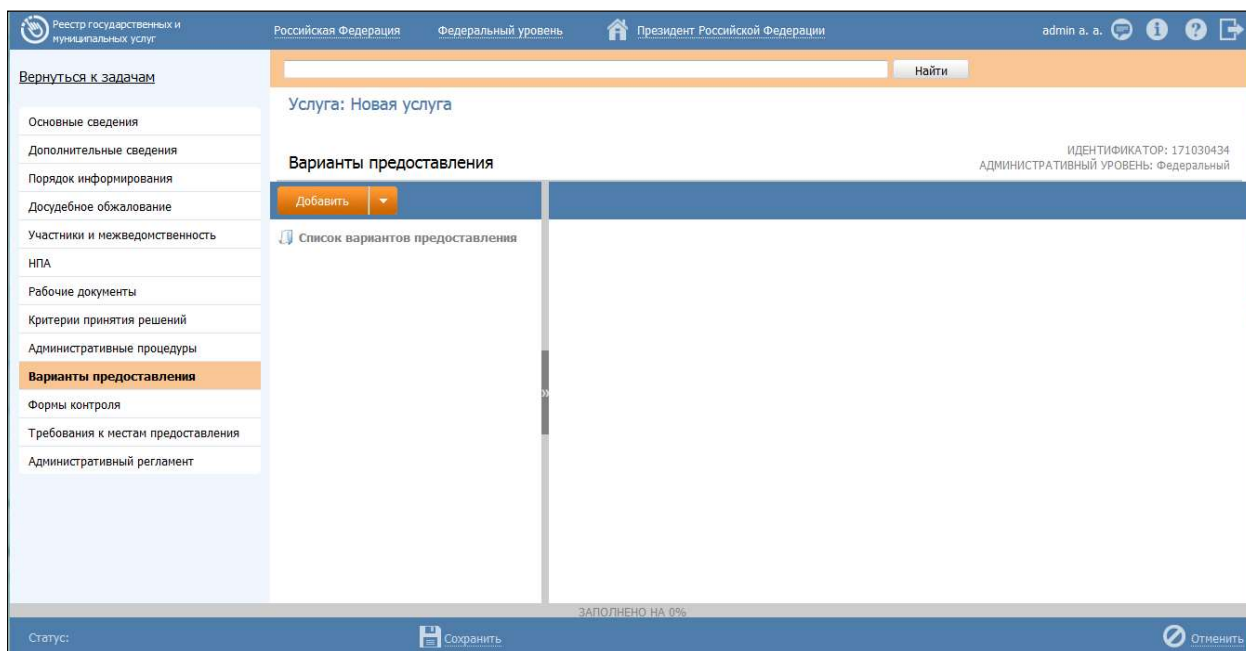 Реестр государственных и
муниципальных услуг
Российская Федерация
Федеральный уровень
Президент Российской Федерации
admin a. a.
Вернуться к задачам
Найти
Услуга: Новая услуга
Варианты предоставления
ИДЕНТИФИКАТОР: 171030434
АДМИНИСТРАТИВНЫЙ УРОВЕНЬ: Федеральный
Основные сведения
Дополнительные сведения
Порядок информирования
Досудебное обжалование
Участники и межведомственность
НПА
Рабочие документы
Критерии принятия решений
Административные процедуры
Варианты предоставления
Формы контроля
Требования к местам предоставления
Административный регламент
Добавить
Список вариантов предоставления
ЗАПОЛНЕНО НА 0%
Статус:
Сохранить
Отменить